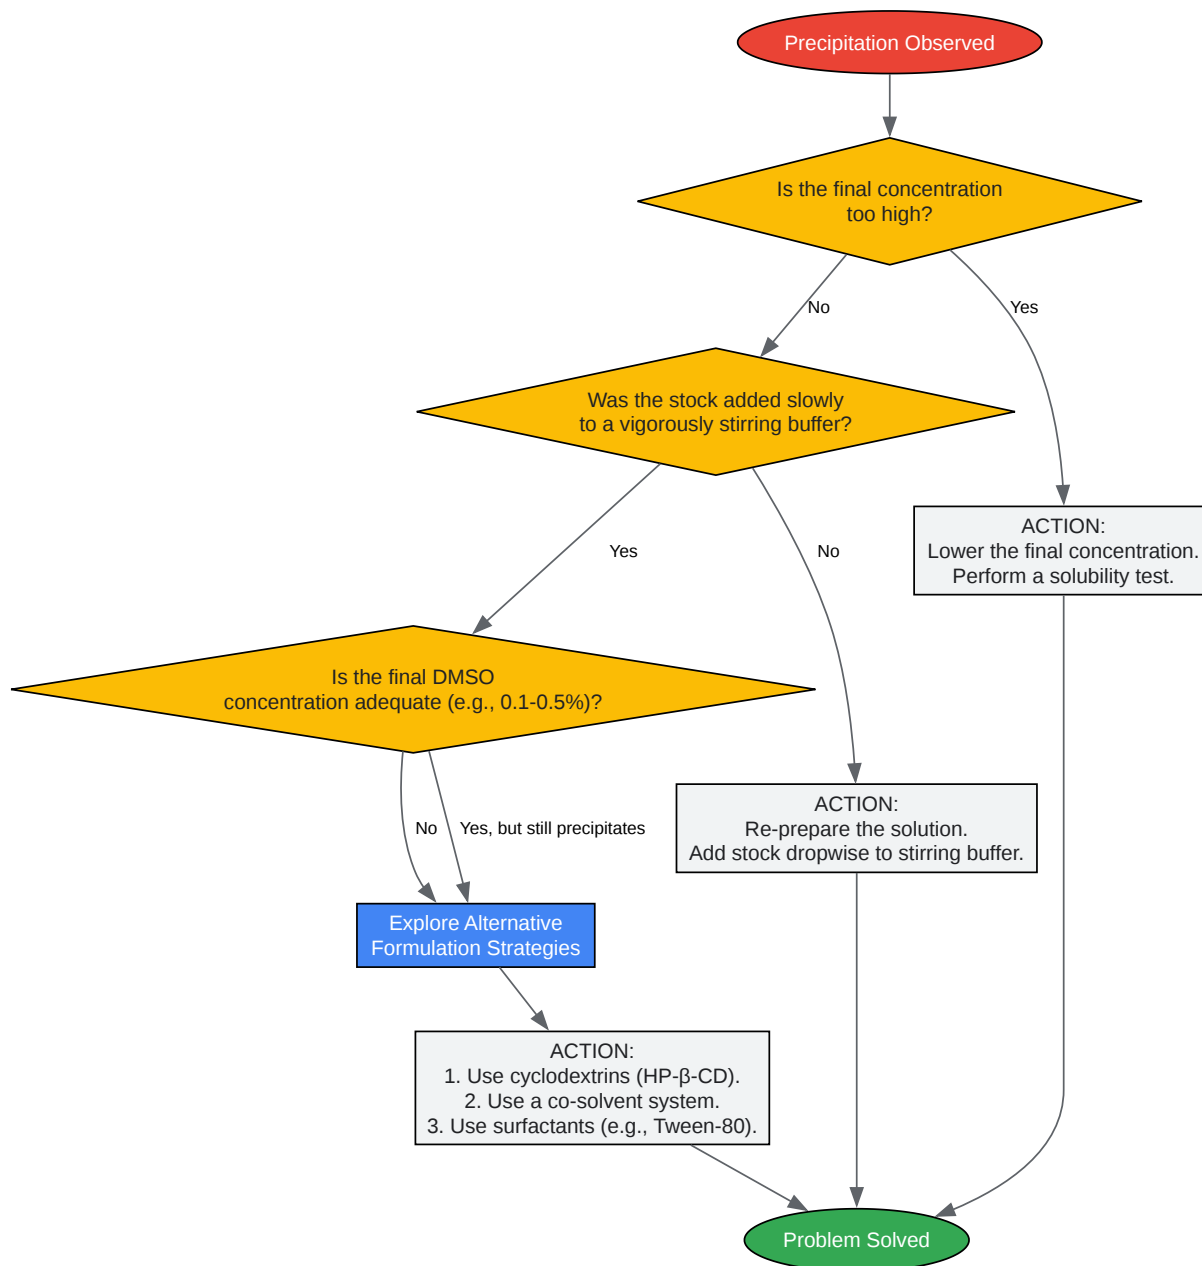 Precipitation Observed
Is the final concentration
too high?
No
Yes
Was the stock added slowly
to a vigorously stirring buffer?
Yes
No
ACTION:
Lower the final concentration.
Perform a solubility test.
Is the final DMSO
concentration adequate (e.g., 0.1-0.5%)?
No
Yes, but still precipitates
ACTION:
Re-prepare the solution.
Add stock dropwise to stirring buffer.
Explore Alternative
Formulation Strategies
ACTION:
1. Use cyclodextrins (HP-β-CD).
2. Use a co-solvent system.
3. Use surfactants (e.g., Tween-80).
Problem Solved